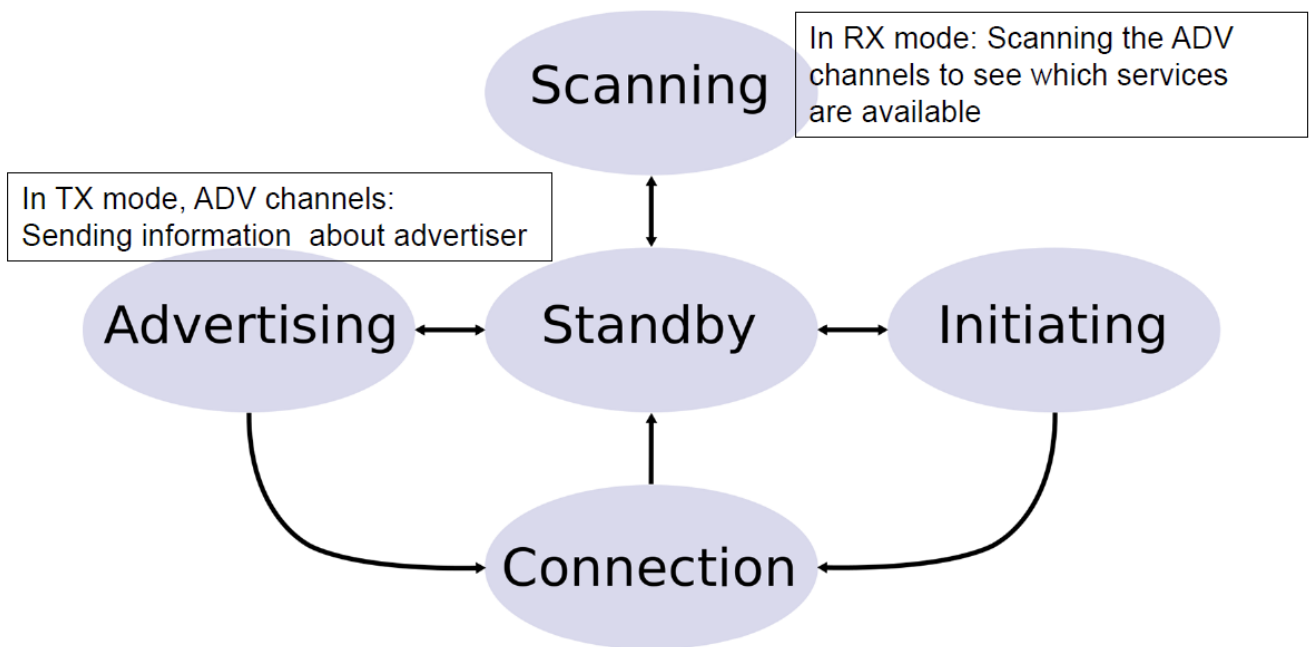 Scanning
In RX mode: Scanning the ADV
channels to see which services
are available
In TX mode, ADV channels:
Sending information  about advertiser
Advertising
Standby
Initiating
Connection